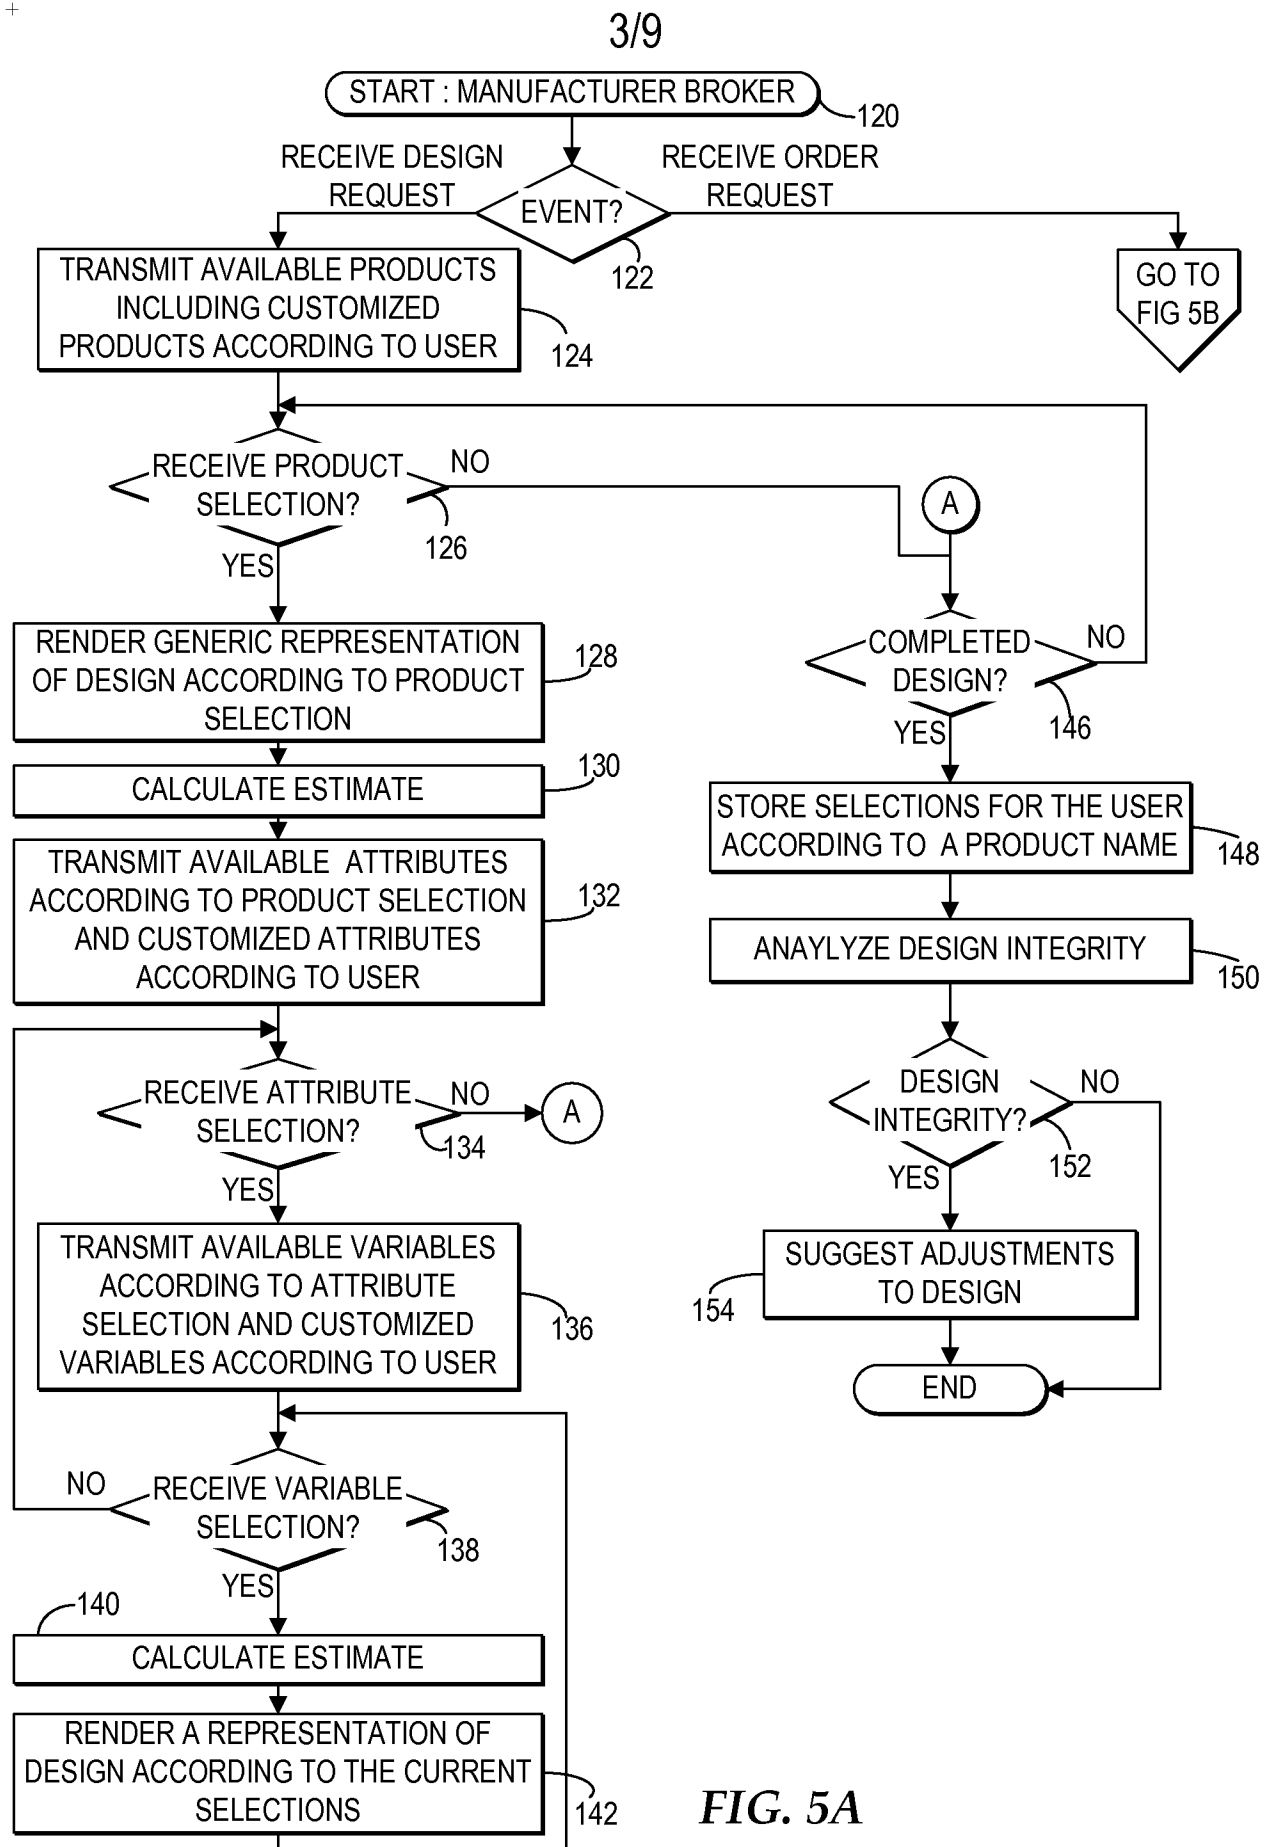 3/9
START : MANUFACTURER BROKER
120
RECEIVE DESIGN
REQUEST
RECEIVE ORDER
REQUEST
EVENT?
122
TRANSMIT AVAILABLE PRODUCTS
INCLUDING CUSTOMIZED
PRODUCTS ACCORDING TO USER
124
GO TO
FIG 5B
RECEIVE PRODUCT
SELECTION?
NO
126
YES
A
RENDER GENERIC REPRESENTATION
OF DESIGN ACCORDING TO PRODUCT
SELECTION
128
COMPLETED
DESIGN?
NO
146
YES
CALCULATE ESTIMATE
130
STORE SELECTIONS FOR THE USER
ACCORDING TO A PRODUCT NAME
148
TRANSMIT AVAILABLE ATTRIBUTES
ACCORDING TO PRODUCT SELECTION
AND CUSTOMIZED ATTRIBUTES
ACCORDING TO USER
132
ANAYLYZE DESIGN INTEGRITY
150
RECEIVE ATTRIBUTE
SELECTION?
NO
A
134
YES
DESIGN
INTEGRITY?
NO
152
YES
TRANSMIT AVAILABLE VARIABLES
ACCORDING TO ATTRIBUTE
SELECTION AND CUSTOMIZED
VARIABLES ACCORDING TO USER
136
SUGGEST ADJUSTMENTS
TO DESIGN
154
END
NO
RECEIVE VARIABLE
SELECTION?
138
YES
140
CALCULATE ESTIMATE
RENDER A REPRESENTATION OF
DESIGN ACCORDING TO THE CURRENT
SELECTIONS
142
FIG. 5A